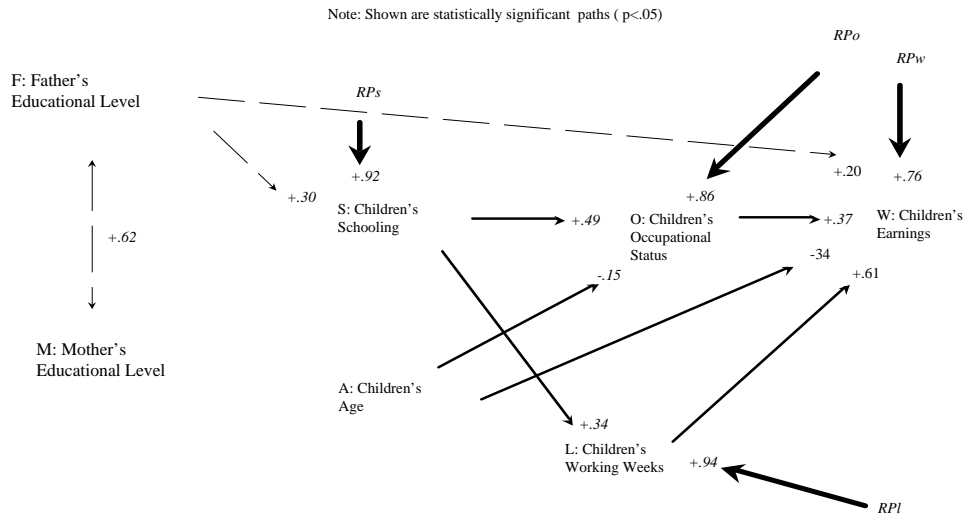 Note: Shown are statistically significant paths ( p<.05)
RPo
RPw
F: Father's
Educational Level
RPs
+.20
+.92
+.76
+.30
+.86
S: Children's
Schooling
+.49
O: Children's
Occupational
Status
+.37
W: Children's
Earnings
+.62
-34
-.15
+.61
M: Mother's
Educational Level
A: Children's
Age
+.34
L: Children's
Working Weeks
+.94
RPl